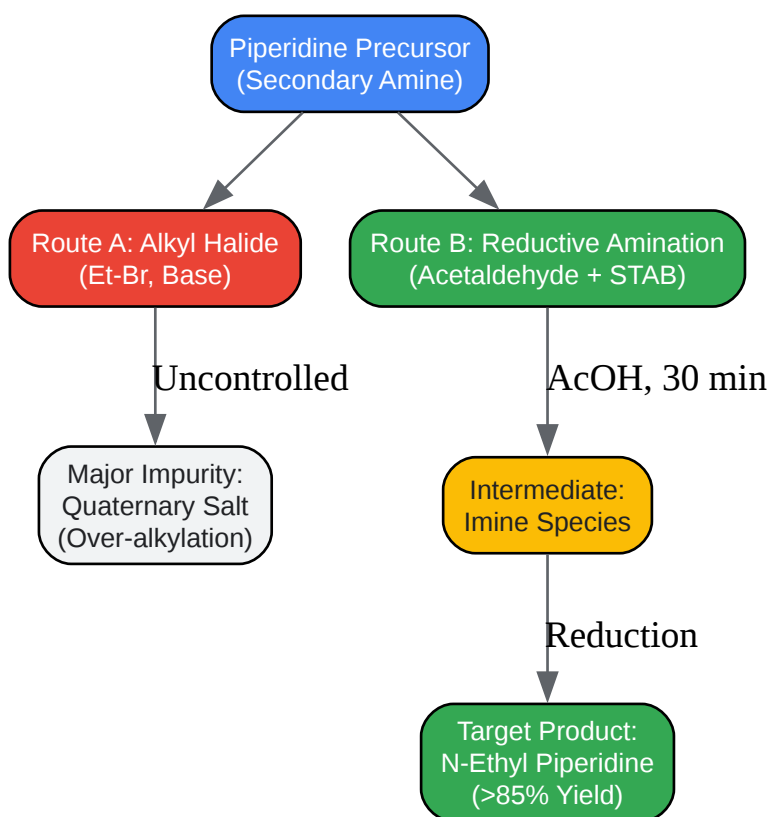 Piperidine Precursor
(Secondary Amine)
Route A: Alkyl Halide
(Et-Br, Base)
Route B: Reductive Amination
(Acetaldehyde + STAB)
Uncontrolled
AcOH, 30 min
Major Impurity:
Quaternary Salt
(Over-alkylation)
Intermediate:
Imine Species
Reduction
Target Product:
N-Ethyl Piperidine
(>85% Yield)